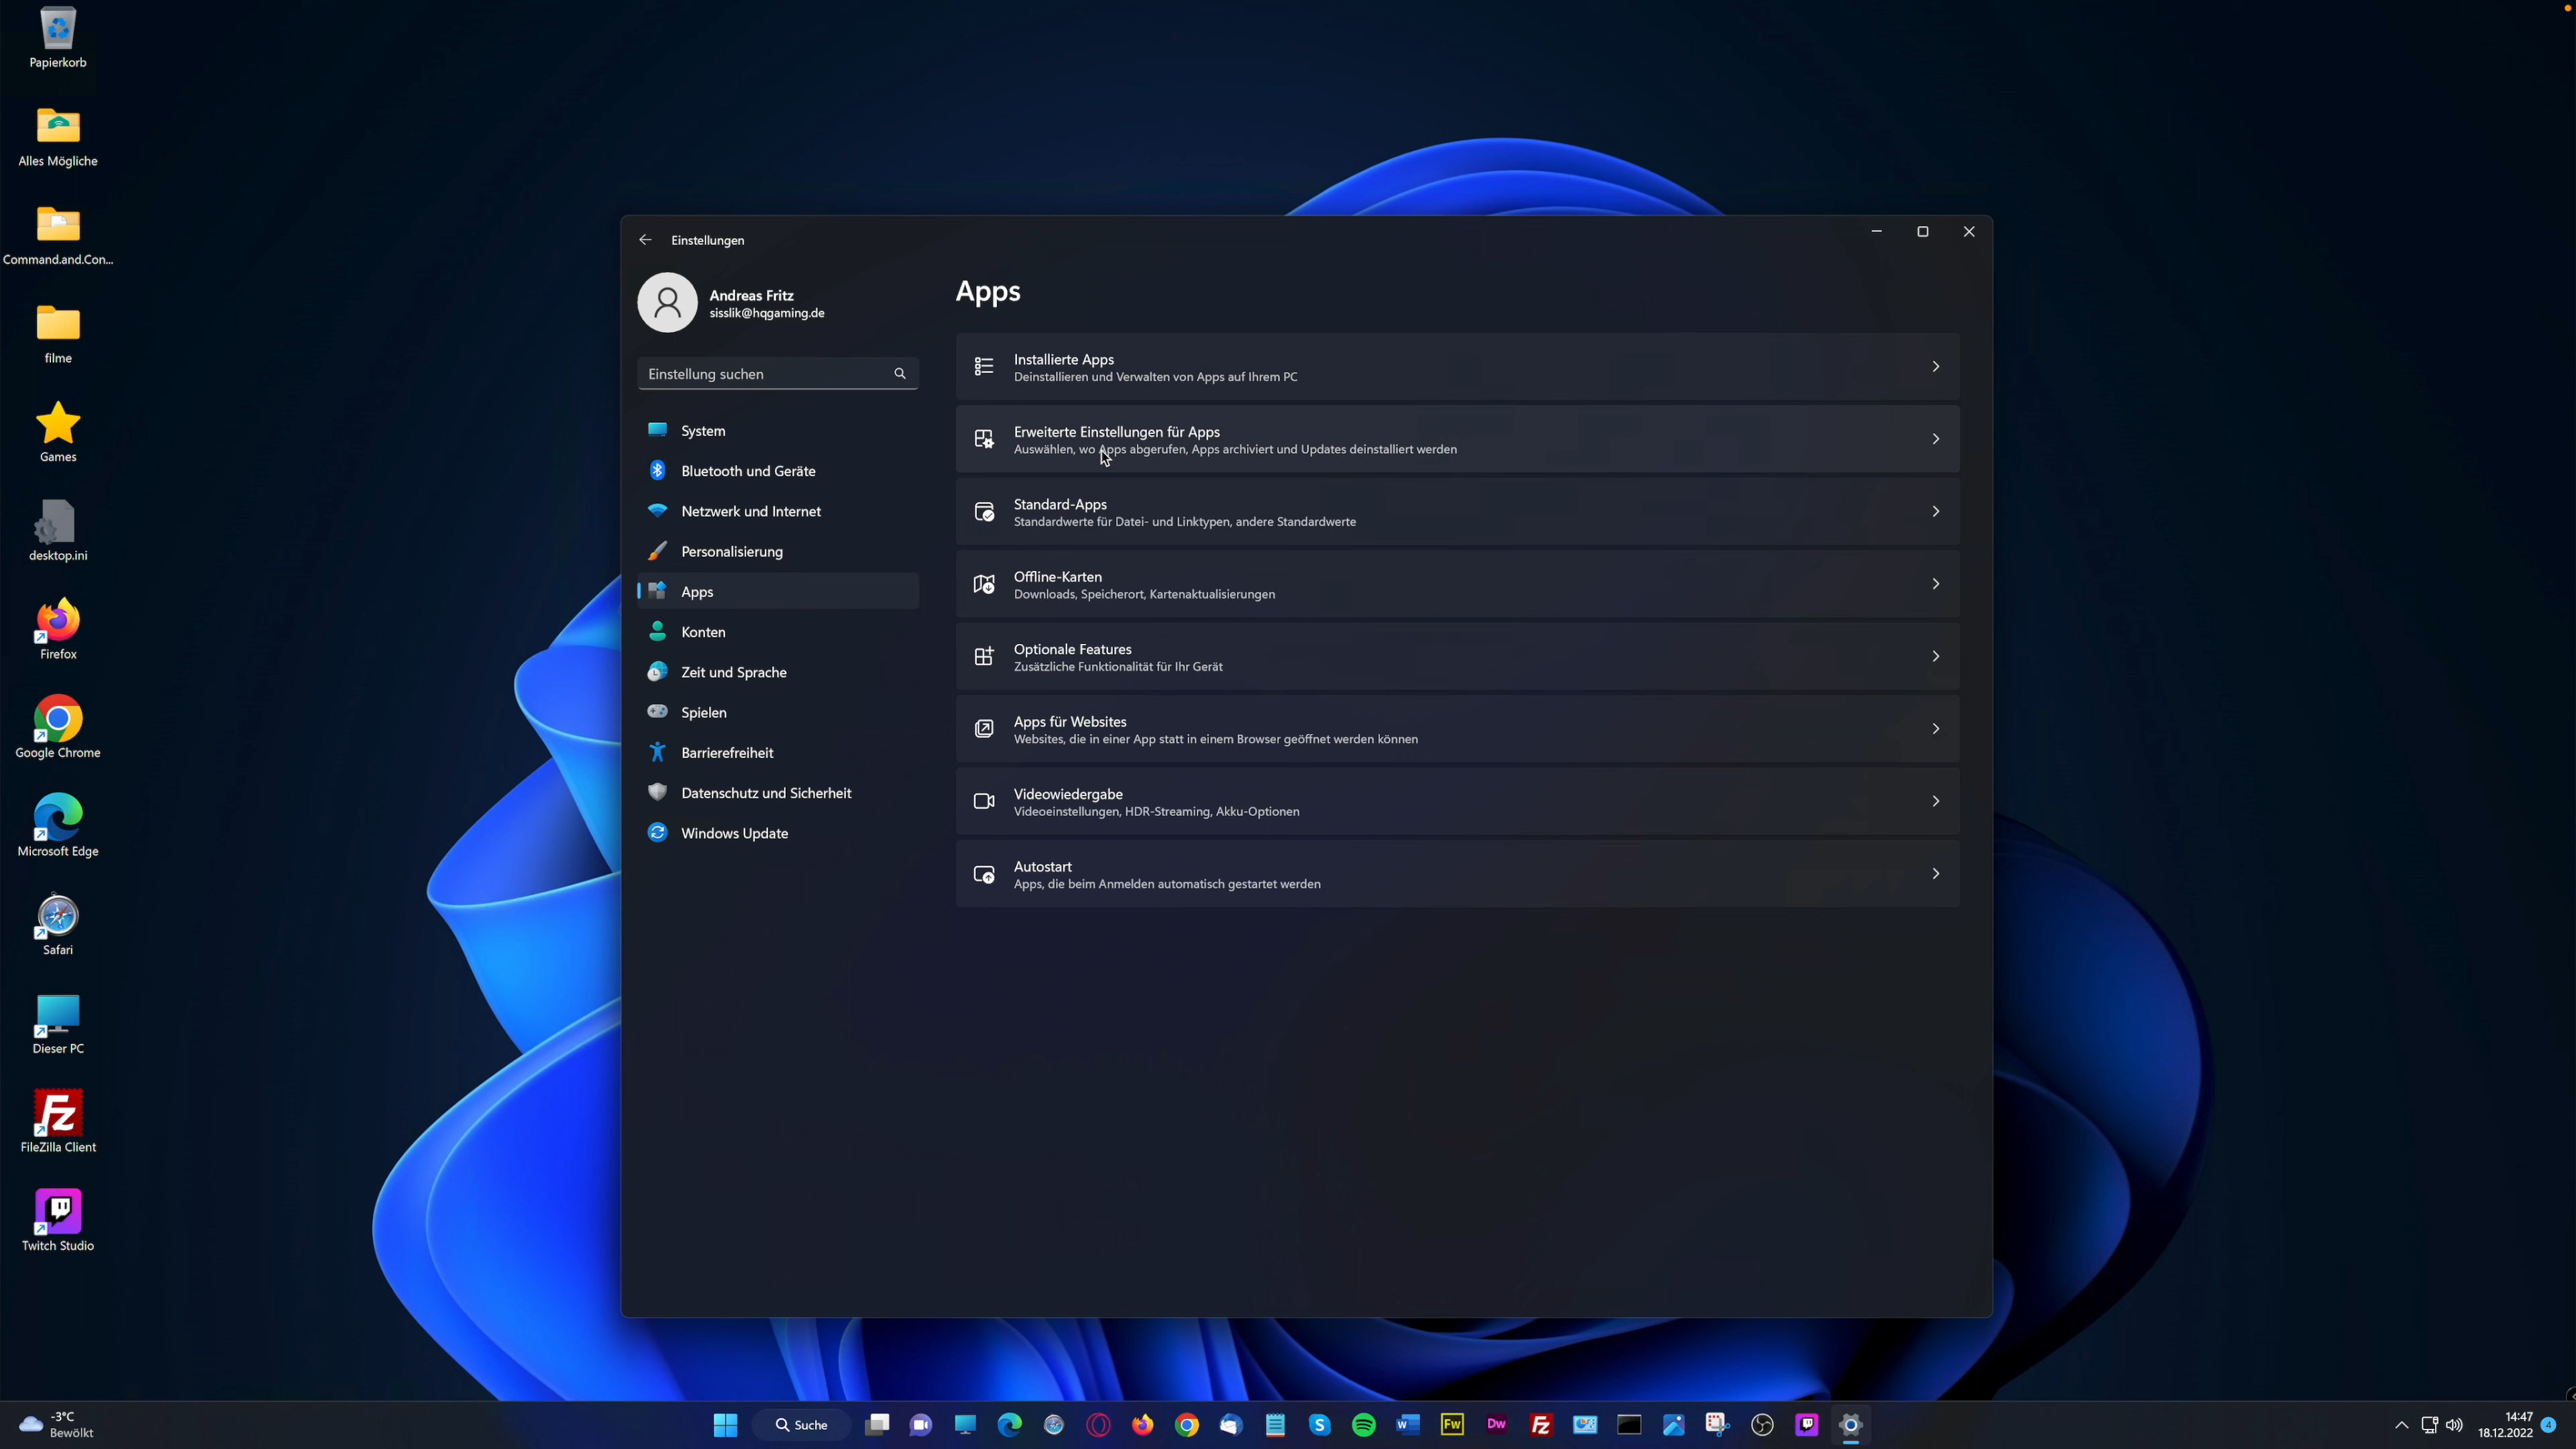 Papierkorb
Alles Mögliche
Command.and.Con...
filme
Games
desktop.ini
Firefox
Google Chrome
Microsoft Edge
Safari
Dieser PC
FileZilla Client
Twitch Studio
Einstellungen
Andreas Fritz
sisslik@hqgaming.de
Einstellung suchen
System
Bluetooth und Geräte
Netzwerk und Internet
Personalisierung
Apps
Konten
Zeit und Sprache
Spielen
Barrierefreiheit
Datenschutz und Sicherheit
Windows Update
Apps
Installierte Apps
Deinstallieren und Verwalten von Apps auf Ihrem PC
Erweiterte Einstellungen für Apps
Auswählen, wo Apps abgerufen, Apps archiviert und Updates deinstalliert werden
Standard-Apps
Standardwerte für Datei- und Linktypen, andere Standardwerte
Offline-Karten
Downloads, Speicherort, Kartenaktualisierungen
Optionale Features
Zusätzliche Funktionalität für Ihr Gerät
Apps für Websites
Websites, die in einer App statt in einem Browser geöffnet werden können
Videowiedergabe
Videoeinstellungen, HDR-Streaming, Akku-Optionen
Autostart
Apps, die beim Anmelden automatisch gestartet werden
-3°C
Bewölkt
Suche
Fw
Dw
14:47
18.12.2022
4